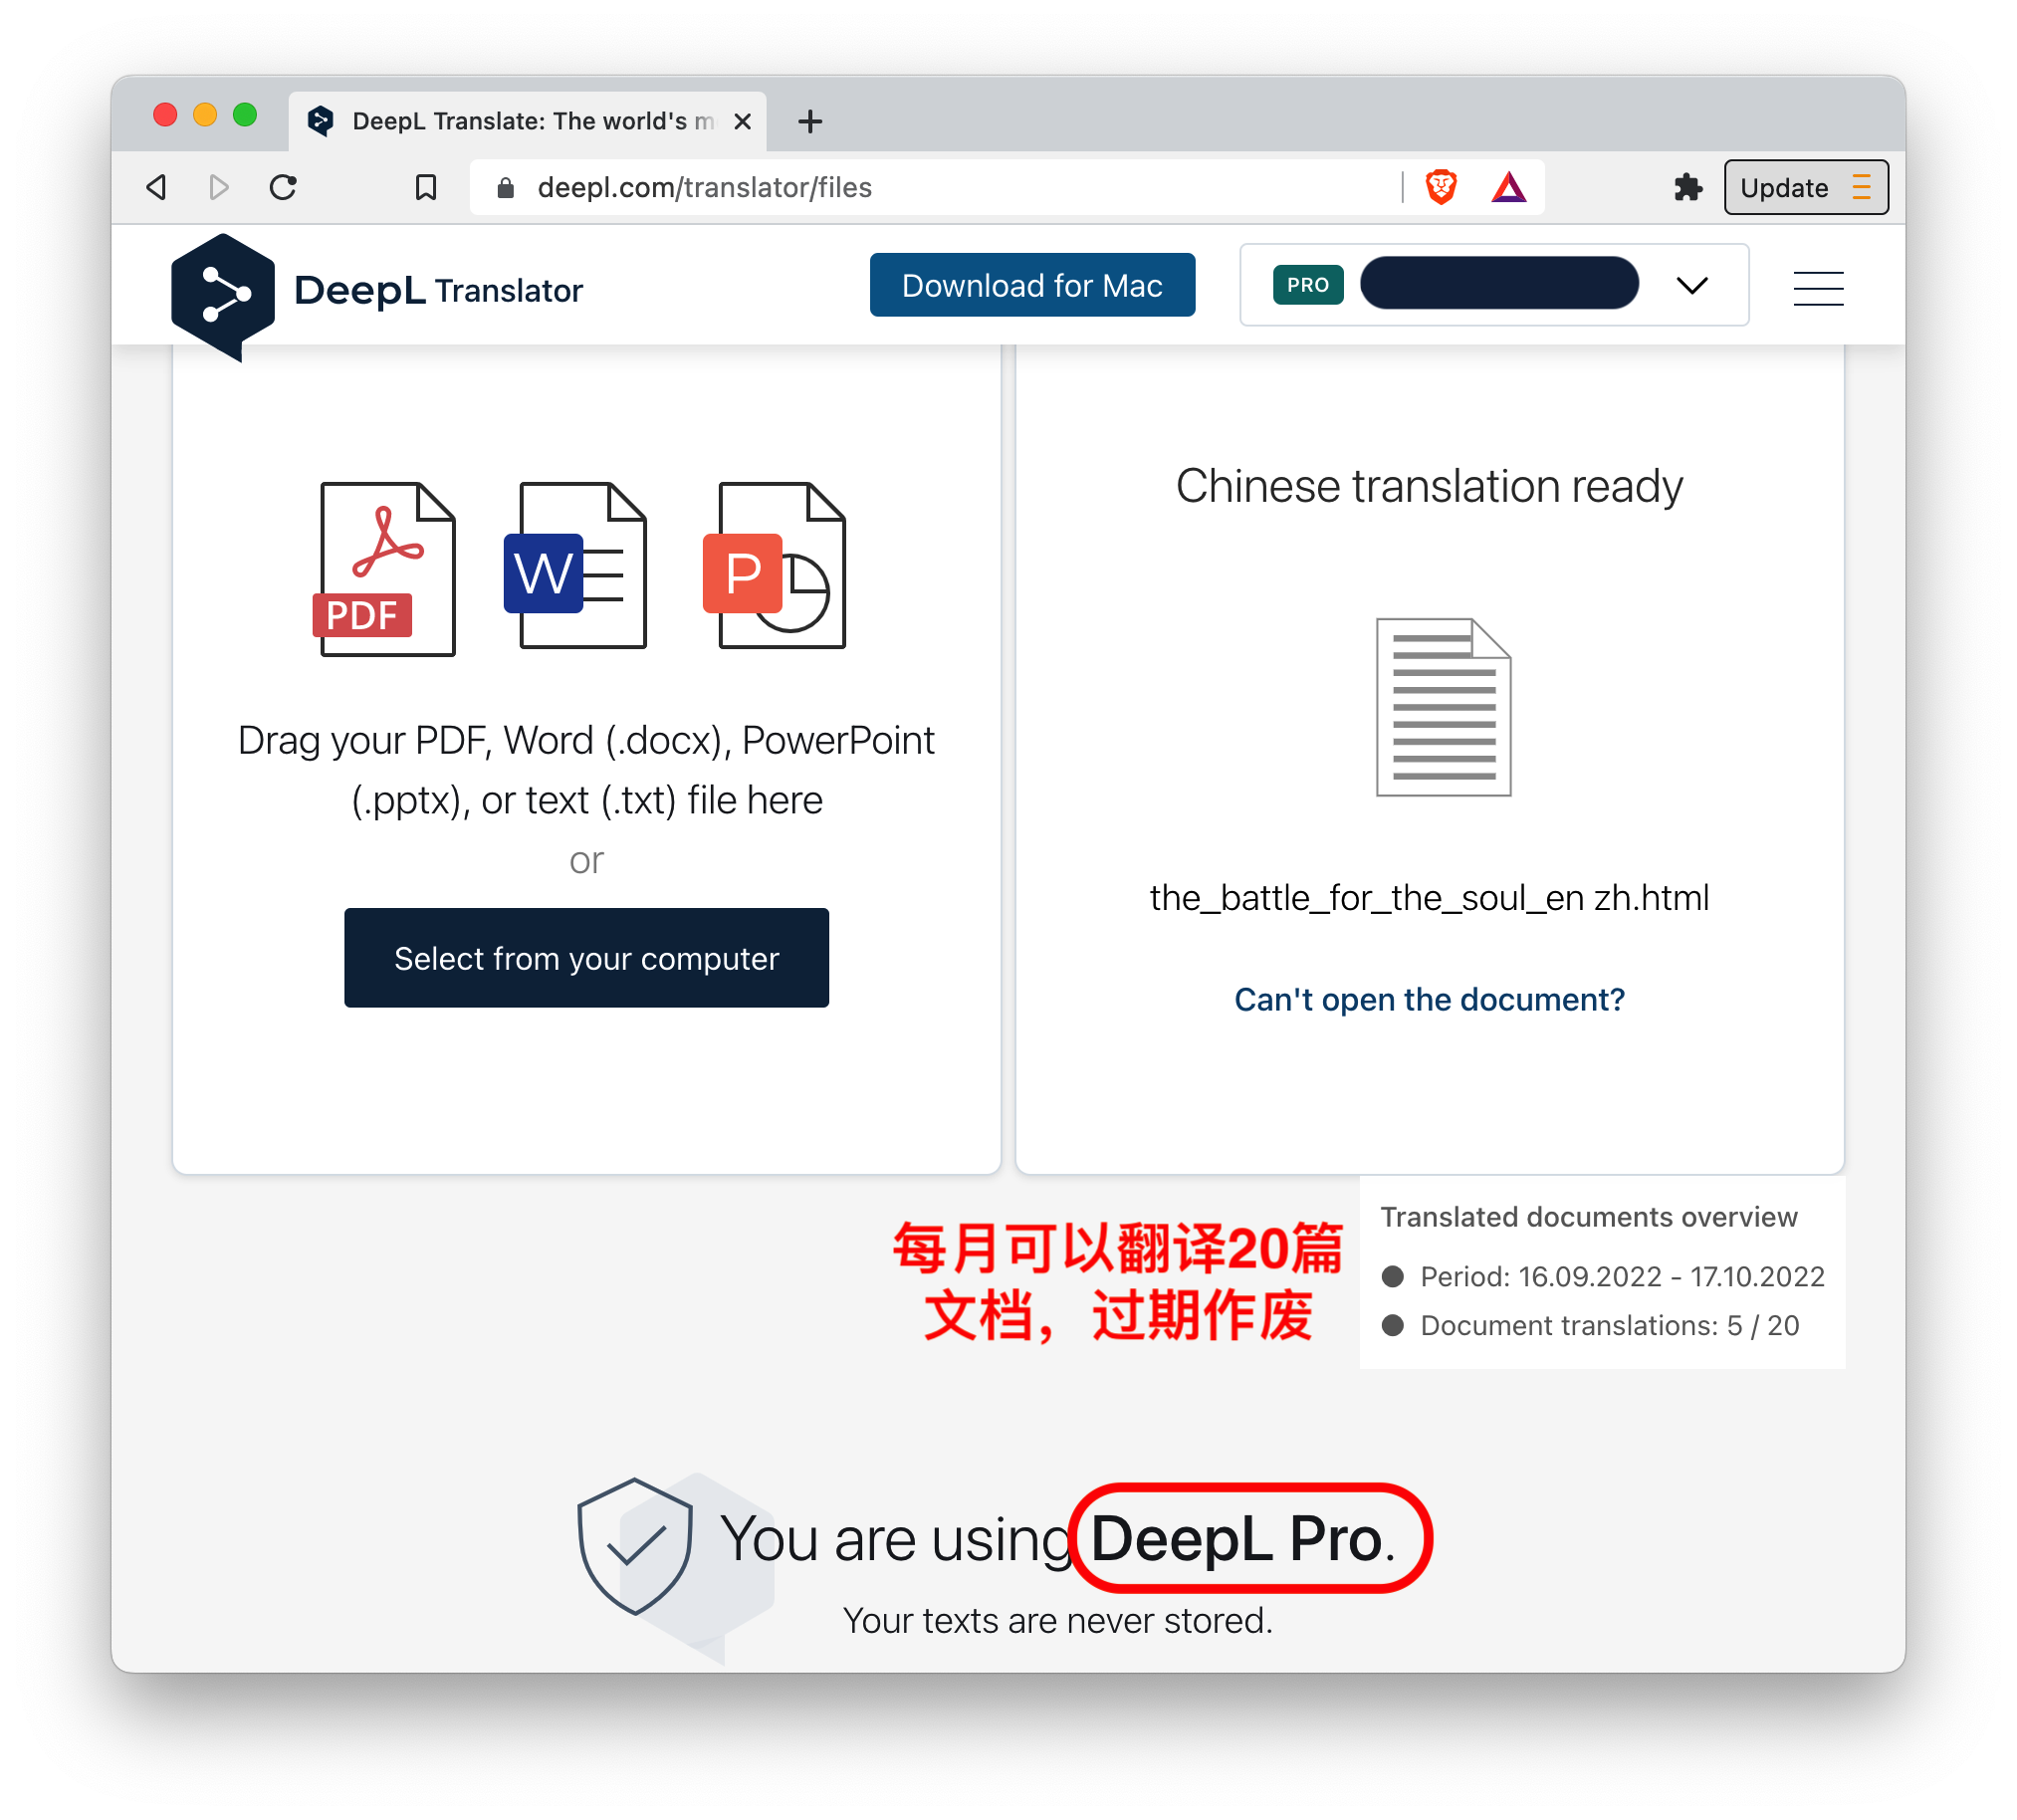 DeepL Translate: The world's m
deepl.com/translator/files
Update
DeepL Translator
Download for Mac
PRO
PDF
W
P
Drag your PDF, Word (.docx), PowerPoint
(.pptx), or text (.txt) file here
or
Select from your computer
Chinese translation ready
the_battle_for_the_soul_en zh.html
Can't open the document?
每月可以翻译20篇
文档，过期作废
Translated documents overview
Period: 16.09.2022 - 17.10.2022
Document translations: 5 / 20
You are using DeepL Pro.
Your texts are never stored.